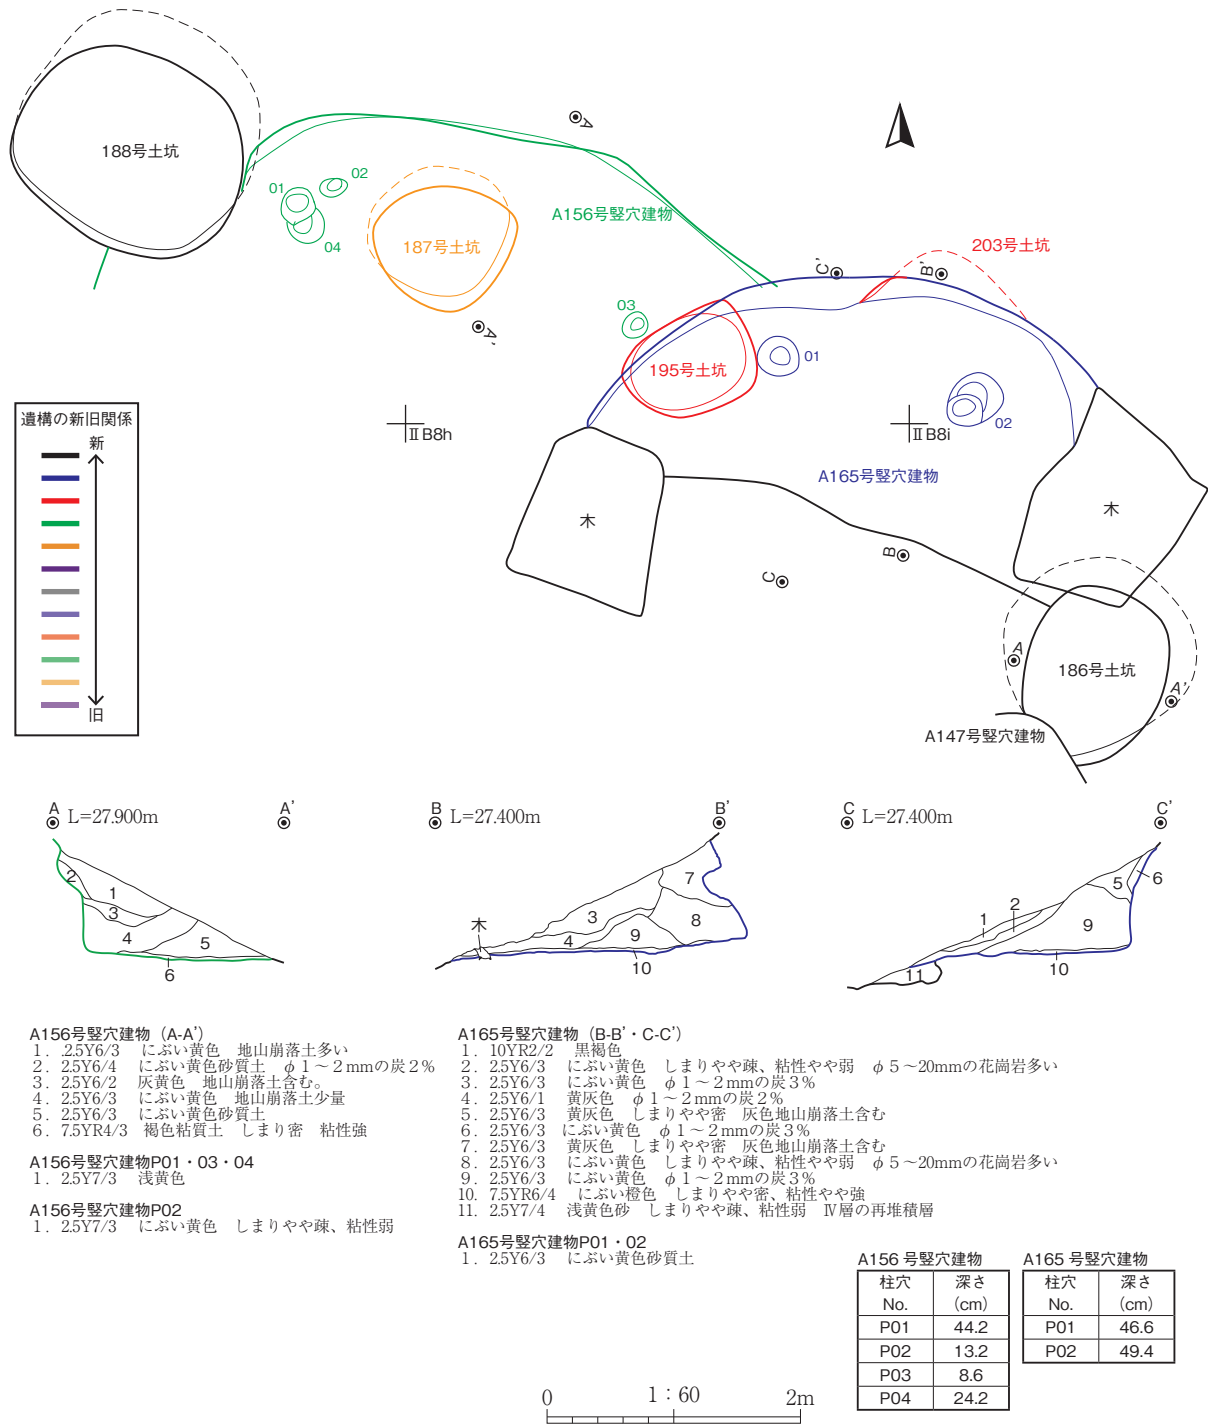 188号土坑
01
02
04
187号土坑
A
A'
A156号竪穴建物
203号土坑
C'
B'
03
195号土坑
01
02
ⅡB8h
ⅡB8i
A165号竪穴建物
木
木
B
C
A
A'
186号土坑
A147号竪穴建物
遺構の新旧関係
新
旧
A L=27.900m A'
2
1
3
4
5
6
B L=27.400m B'
7
3
8
木
4
9
10
C L=27.400m C'
6
5
2
1
9
10
11
A156号竪穴建物（A-A'）
1. .2.5Y6/3 にぶい黄色 地山崩落土多い
2. 2.5Y6/4 にぶい黄色砂質土 φ1～2mmの炭2％
3. 2.5Y6/2 灰黄色 地山崩落土含む。
4. 2.5Y6/3 にぶい黄色 地山崩落土少量
5. 2.5Y6/3 にぶい黄色砂質土
6. 7.5YR4/3 褐色粘質土 しまり密 粘性強
A156号竪穴建物P01・03・04
1. 2.5Y7/3 浅黄色
A156号竪穴建物P02
1. 2.5Y7/3 にぶい黄色 しまりやや疎、粘性弱
A165号竪穴建物（B-B'・C-C'）
1. 10YR2/2 黒褐色
2. 2.5Y6/3 にぶい黄色 しまりやや疎、粘性やや弱 φ5～20mmの花崗岩多い
3. 2.5Y6/3 にぶい黄色 φ1～2mmの炭3％
4. 2.5Y6/1 黄灰色 φ1～2mmの炭2％
5. 2.5Y6/3 黄灰色 しまりやや密 灰色地山崩落土含む
6. 2.5Y6/3 にぶい黄色 φ1～2mmの炭3％
7. 2.5Y6/3 黄灰色 しまりやや密 灰色地山崩落土含む
8. 2.5Y6/3 にぶい黄色 しまりやや疎、粘性やや弱 φ5～20mmの花崗岩多い
9. 2.5Y6/3 にぶい黄色 φ1～2mmの炭3％
10. 7.5YR6/4 にぶい橙色 しまりやや密、粘性やや強
11. 2.5Y7/4 浅黄色砂 しまりやや疎、粘性弱 Ⅳ層の再堆積層
A165号竪穴建物P01・02
1. 2.5Y6/3 にぶい黄色砂質土
A156号竪穴建物
柱穴 深さ
No. (cm)
P01 44.2
P02 13.2
P03 8.6
P04 24.2
A165号竪穴建物
柱穴 深さ
No. (cm)
P01 46.6
P02 49.4
0 1：60 2m